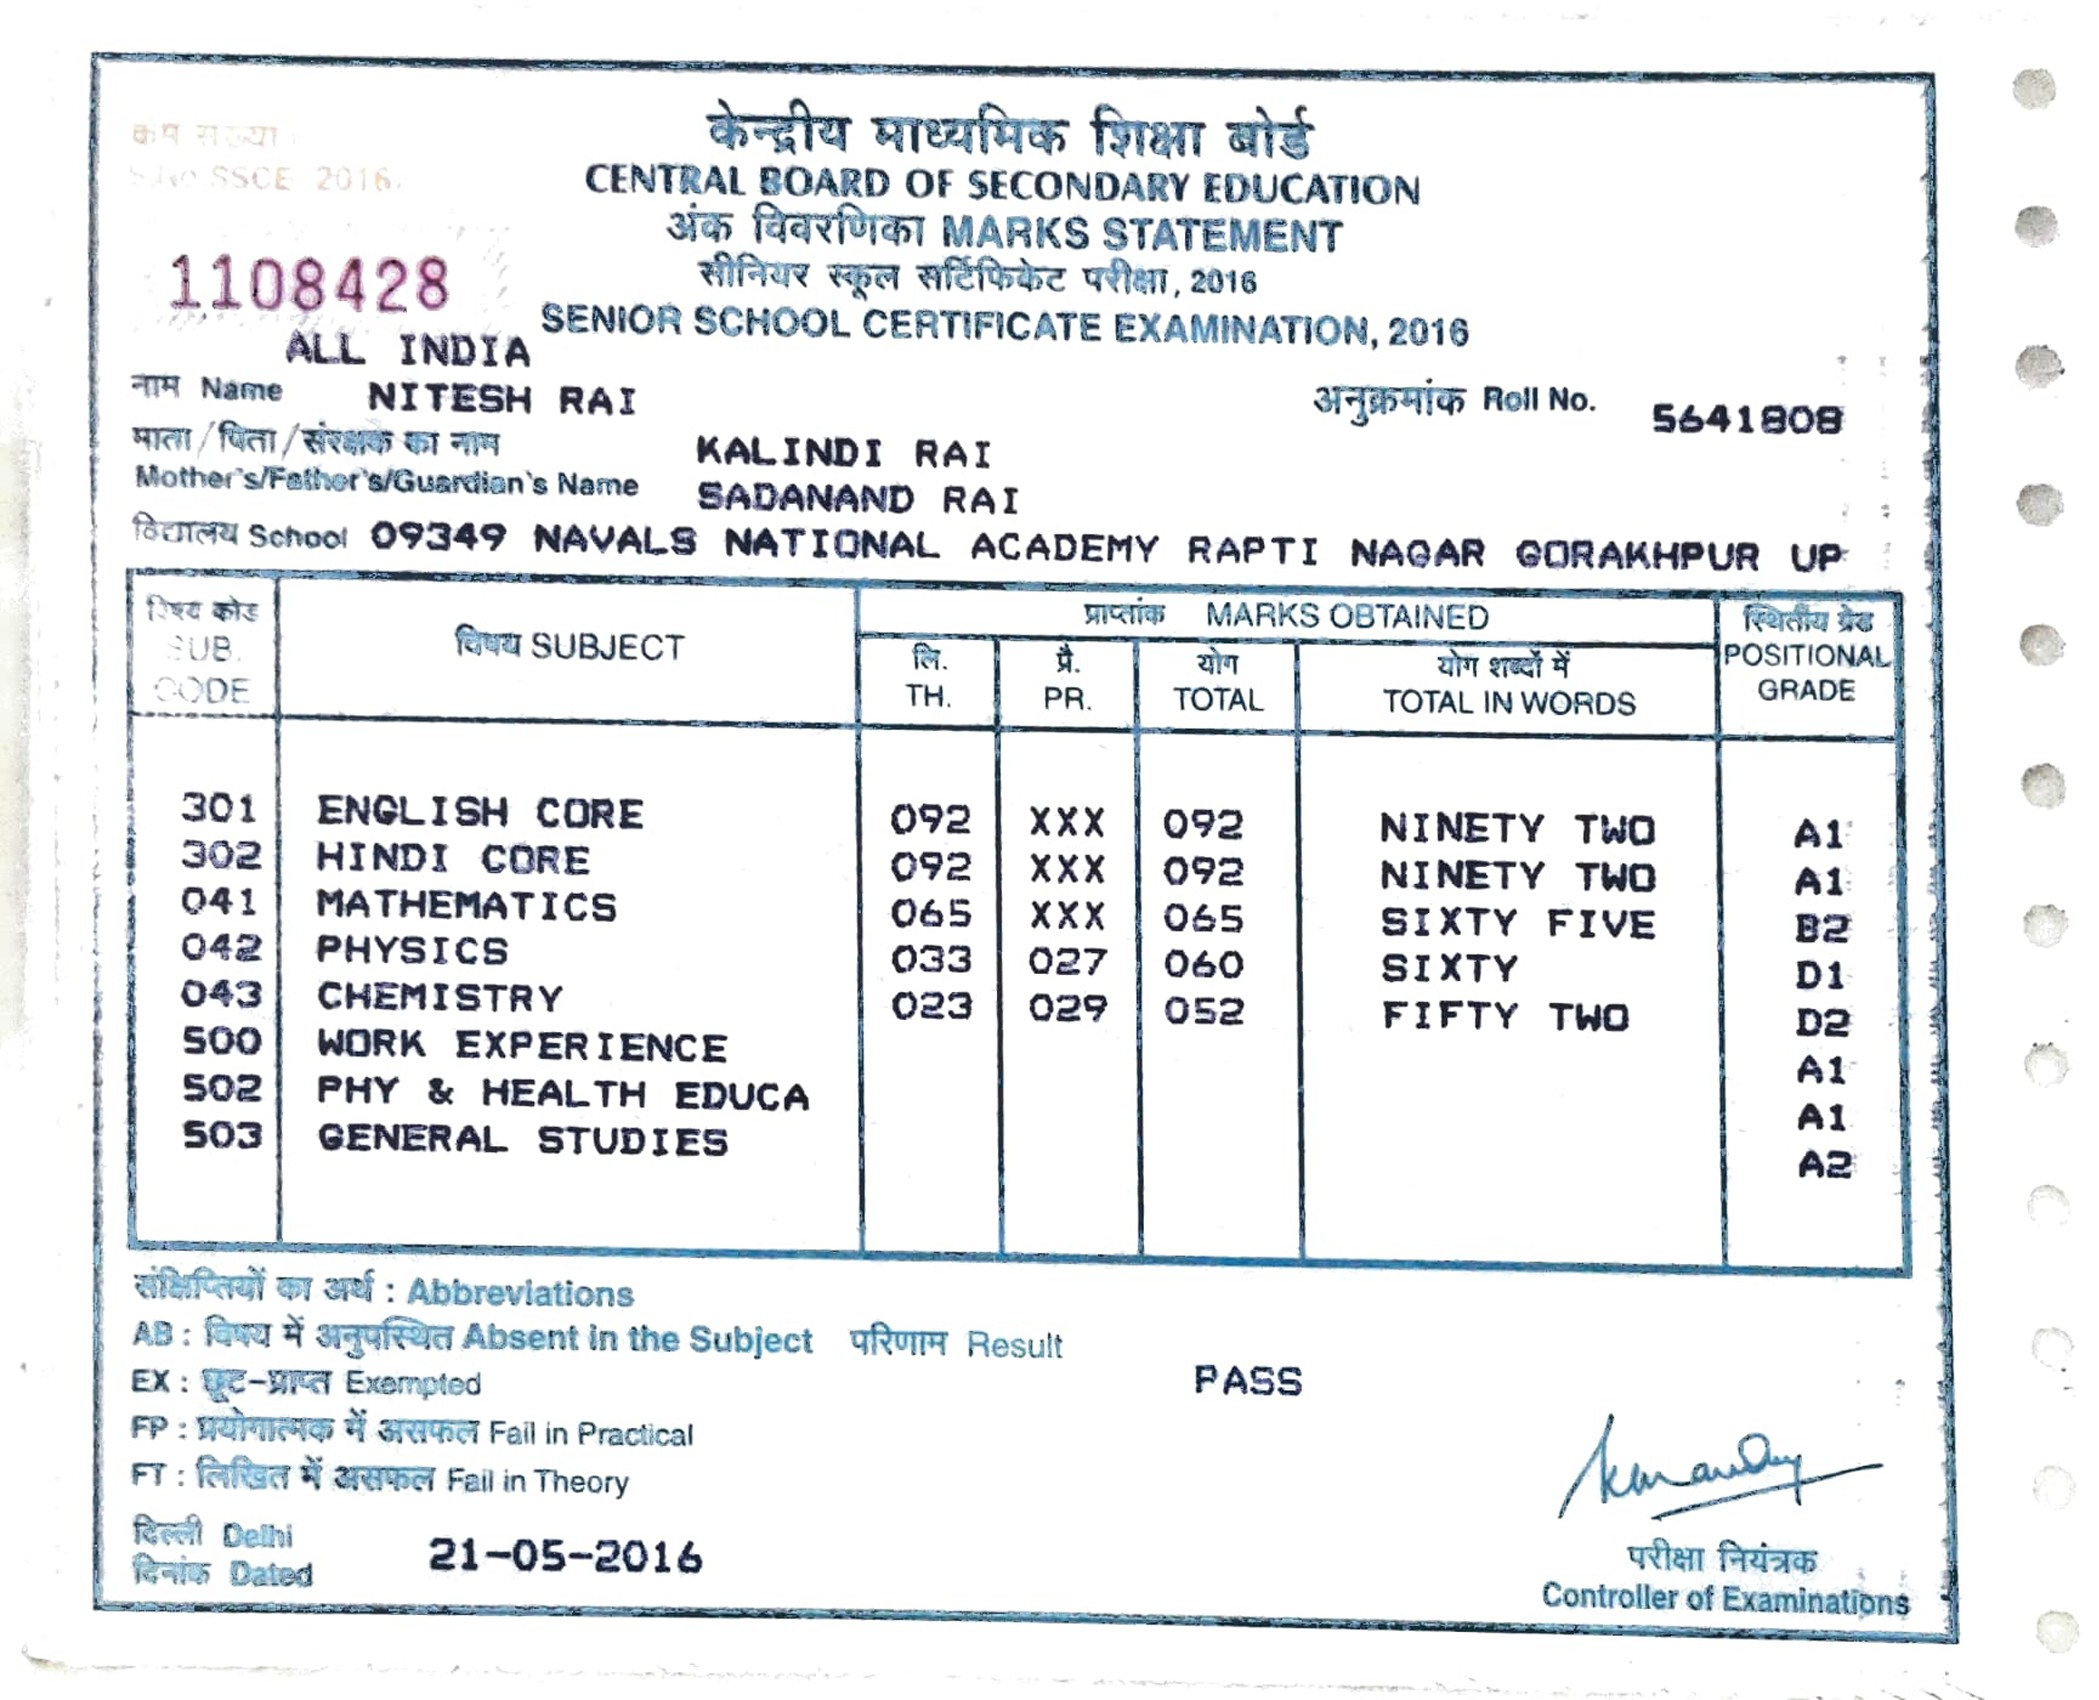 क्रम संख्या
S.No SSCE 2016.
केन्द्रीय माध्यमिक शिक्षा बोर्ड
CENTRAL BOARD OF SECONDARY EDUCATION
अंक विवरणिका MARKS STATEMENT
सीनियर स्कूल सर्टिफिकेट परीक्षा, 2016
SENIOR SCHOOL CERTIFICATE EXAMINATION, 2016
1108428
ALL INDIA
नाम Name NITESH RAI अनुक्रमांक Roll No. 5641808
माता/पिता/संरक्षक का नाम KALINDI RAI
Mother's/Father's/Guardian's Name SADANAND RAI
विद्यालय School 09349 NAVALS NATIONAL ACADEMY RAPTI NAGAR GORAKHPUR UP
विषय कोड SUB. CODE विषय SUBJECT प्राप्तांक MARKS OBTAINED स्थितीय ग्रेड POSITIONAL GRADE
लि. TH. प्रै. PR. योग TOTAL योग शब्दों में TOTAL IN WORDS
301 ENGLISH CORE 092 XXX 092 NINETY TWO A1
302 HINDI CORE 092 XXX 092 NINETY TWO A1
041 MATHEMATICS 065 XXX 065 SIXTY FIVE B2
042 PHYSICS 033 027 060 SIXTY D1
043 CHEMISTRY 023 029 052 FIFTY TWO D2
500 WORK EXPERIENCE A1
502 PHY & HEALTH EDUCA A1
503 GENERAL STUDIES A2
संक्षिप्तियों का अर्थ : Abbreviations
AB : विषय में अनुपस्थित Absent in the Subject परिणाम Result PASS
EX : छूट-प्राप्त Exempted
FP : प्रयोगात्मक में असफल Fail in Practical
FT : लिखित में असफल Fail in Theory
दिल्ली Delhi
दिनांक Dated 21-05-2016
परीक्षा नियंत्रक
Controller of Examinations